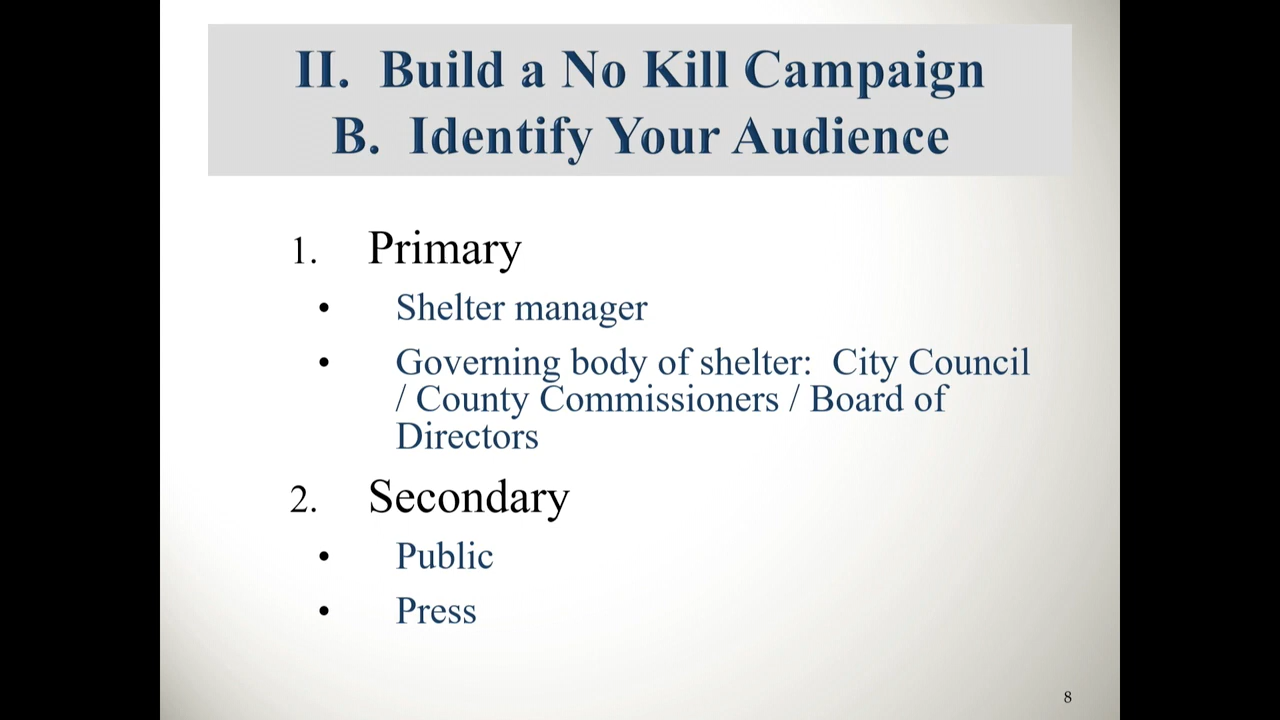 II. Build a No Kill Campaign
B. Identify Your Audience
1. Primary
• Shelter manager
• Governing body of shelter: City Council
/ County Commissioners / Board of
Directors
2. Secondary
• Public
• Press
8